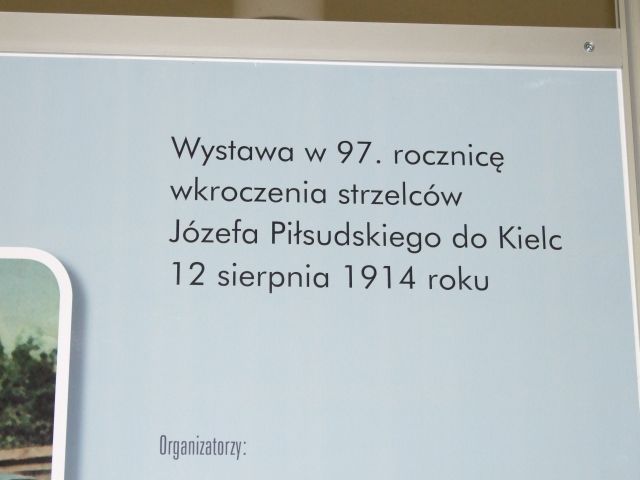 Wystawa w 97. rocznicę
wkroczenia strzelców
Józefa Piłsudskiego do Kielc
12 sierpnia 1914 roku
Organizatorzy: